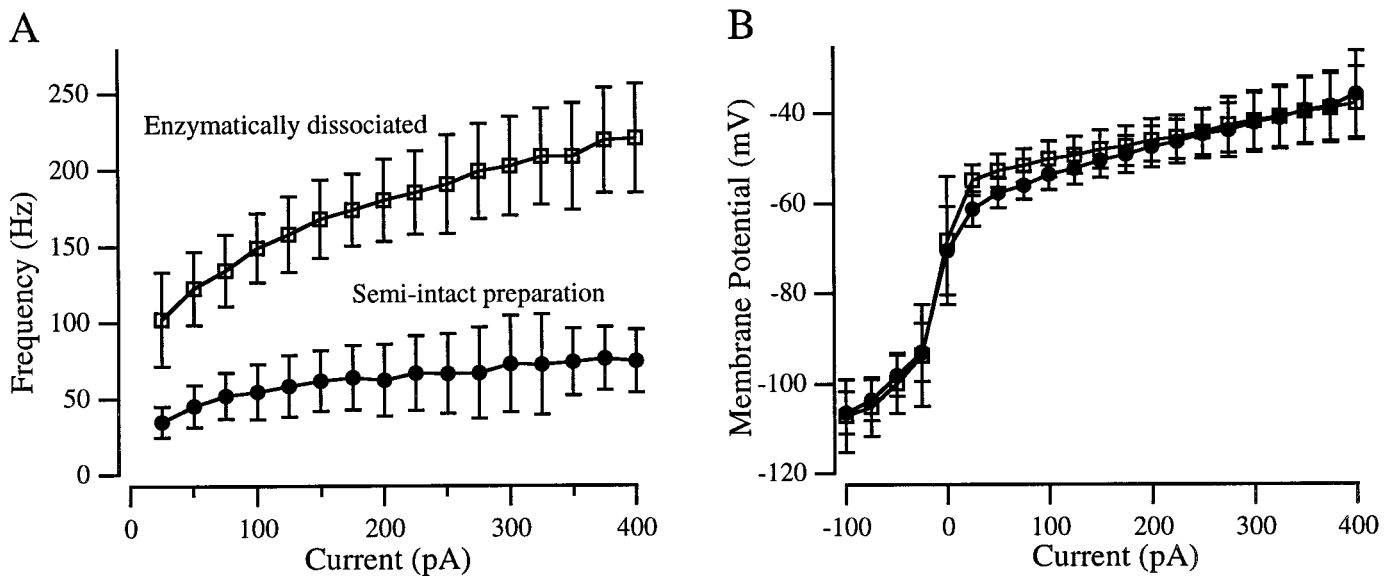 A
Frequency (Hz)
250
200
150
100
50
0
Enzymatically dissociated
Semi-intact preparation
0 100 200 300 400
Current (pA)
B
Membrane Potential (mV)
-40
-60
-80
-100
-120
-100 0 100 200 300 400
Current (pA)